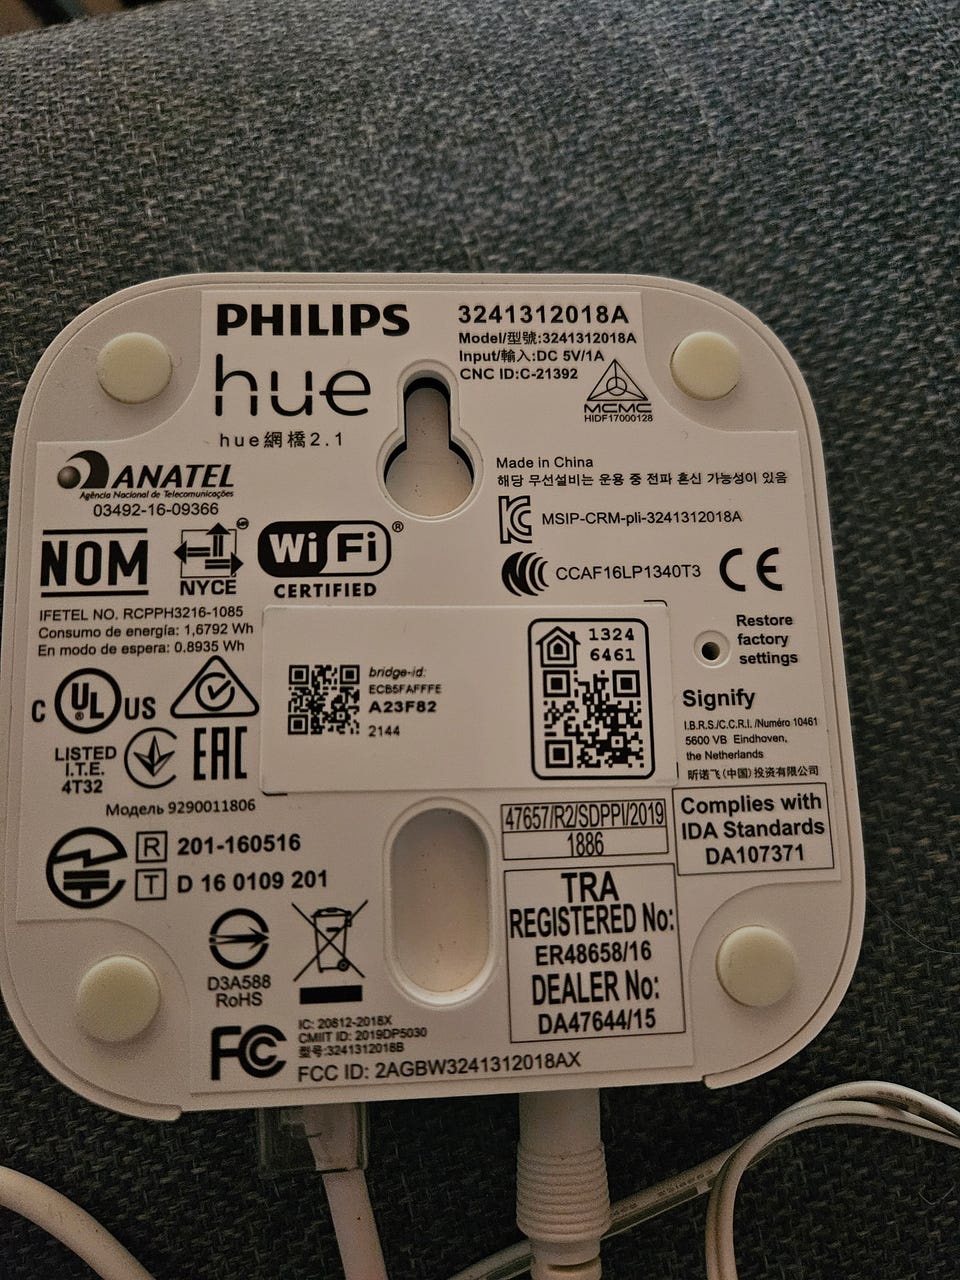 PHILIPS
hue
hue網橋2.1
3241312018A
Model/型號:3241312018A
Input/輸入:DC 5V/1A
CNC ID:C-21392
MCMC
HIDF17000128
ANATEL
Agência Nacional de Telecomunicações
03492-16-09366
Made in China
해당 무선설비는 운용 중 전파 혼신 가능성이 있음
MSIP-CRM-pli-3241312018A
NOM
NYCE
Wi Fi ®
CERTIFIED
CCAF16LP1340T3
CE
IFETEL NO. RCPPH3216-1085
Consumo de energía: 1,6792 Wh
En modo de espera: 0.8935 Wh
C UL US
LISTED
I.T.E.
4T32
EAC
Модель 9290011806
bridge-id:
ECB5FAFFFE
A23F82
2144
1324
6461
Restore
factory
settings
Signify
I.B.R.S./C.C.R.I. /Numéro 10461
5600 VB Eindhoven,
the Netherlands
昕诺飞(中国)投资有限公司
R 201-160516
T D 16 0109 201
47657/R2/SDPPI/2019
1886
Complies with
IDA Standards
DA107371
TRA
REGISTERED No:
ER48658/16
DEALER No:
DA47644/15
D3A588
RoHS
FC
IC: 20812-2018X
CMIIT ID: 2019DP5030
型号:3241312018B
FCC ID: 2AGBW3241312018AX